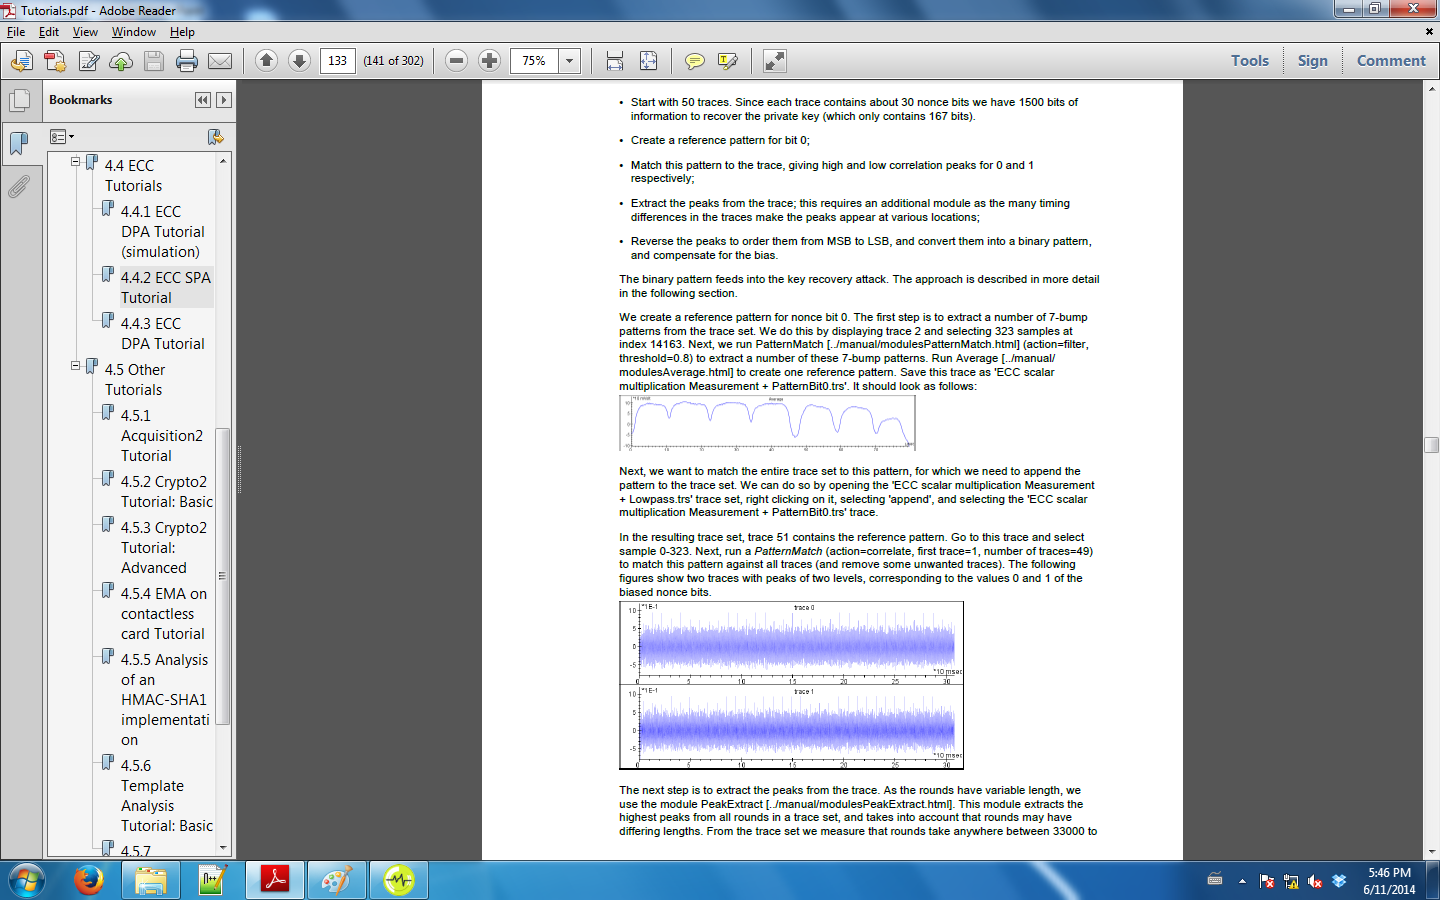 Tutorials.pdf - Adobe Reader
File Edit View Window Help
133 (141 of 302) 75% Tools Sign Comment
Bookmarks
4.4 ECC
Tutorials
4.4.1 ECC
DPA Tutorial
(simulation)
4.4.2 ECC SPA
Tutorial
4.4.3 ECC
DPA Tutorial
4.5 Other
Tutorials
4.5.1
Acquisition2
Tutorial
4.5.2 Crypto2
Tutorial: Basic
4.5.3 Crypto2
Tutorial:
Advanced
4.5.4 EMA on
contactless
card Tutorial
4.5.5 Analysis
of an
HMAC-SHA1
implementati
on
4.5.6
Template
Analysis
Tutorial: Basic
4.5.7
• Start with 50 traces. Since each trace contains about 30 nonce bits we have 1500 bits of
information to recover the private key (which only contains 167 bits).
• Create a reference pattern for bit 0;
• Match this pattern to the trace, giving high and low correlation peaks for 0 and 1
respectively;
• Extract the peaks from the trace; this requires an additional module as the many timing
differences in the traces make the peaks appear at various locations;
• Reverse the peaks to order them from MSB to LSB, and convert them into a binary pattern,
and compensate for the bias.
The binary pattern feeds into the key recovery attack. The approach is described in more detail
in the following section.
We create a reference pattern for nonce bit 0. The first step is to extract a number of 7-bump
patterns from the trace set. We do this by displaying trace 2 and selecting 323 samples at
index 14163. Next, we run PatternMatch [../manual/modulesPatternMatch.html] (action=filter,
threshold=0.8) to extract a number of these 7-bump patterns. Run Average [../manual/
modulesAverage.html] to create one reference pattern. Save this trace as 'ECC scalar
multiplication Measurement + PatternBit0.trs'. It should look as follows:
Average
Next, we want to match the entire trace set to this pattern, for which we need to append the
pattern to the trace set. We can do so by opening the 'ECC scalar multiplication Measurement
+ Lowpass.trs' trace set, right clicking on it, selecting 'append', and selecting the 'ECC scalar
multiplication Measurement + PatternBit0.trs' trace.
In the resulting trace set, trace 51 contains the reference pattern. Go to this trace and select
sample 0-323. Next, run a PatternMatch (action=correlate, first trace=1, number of traces=49)
to match this pattern against all traces (and remove some unwanted traces). The following
figures show two traces with peaks of two levels, corresponding to the values 0 and 1 of the
biased nonce bits.
*1E-1 trace 0
10
5
0
-5
*10 msec
0 5 10 15 20 25 30
*1E-1 trace 1
10
5
0
-5
*10 msec
0 5 10 15 20 25 30
The next step is to extract the peaks from the trace. As the rounds have variable length, we
use the module PeakExtract [../manual/modulesPeakExtract.html]. This module extracts the
highest peaks from all rounds in a trace set, and takes into account that rounds may have
differing lengths. From the trace set we measure that rounds take anywhere between 33000 to
5:46 PM
6/11/2014